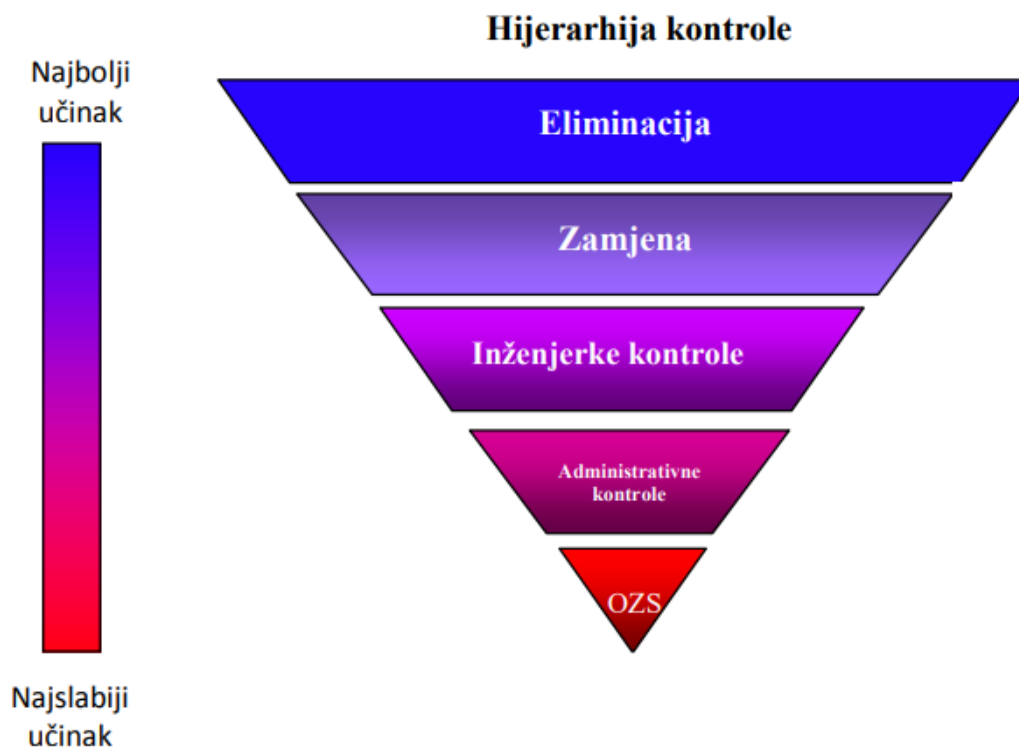 Hijerarhija kontrole
Najbolji
učinak
Eliminacija
Zamjena
Inženjerke kontrole
Administrativne
kontrole
OZS
Najslabiji
učinak